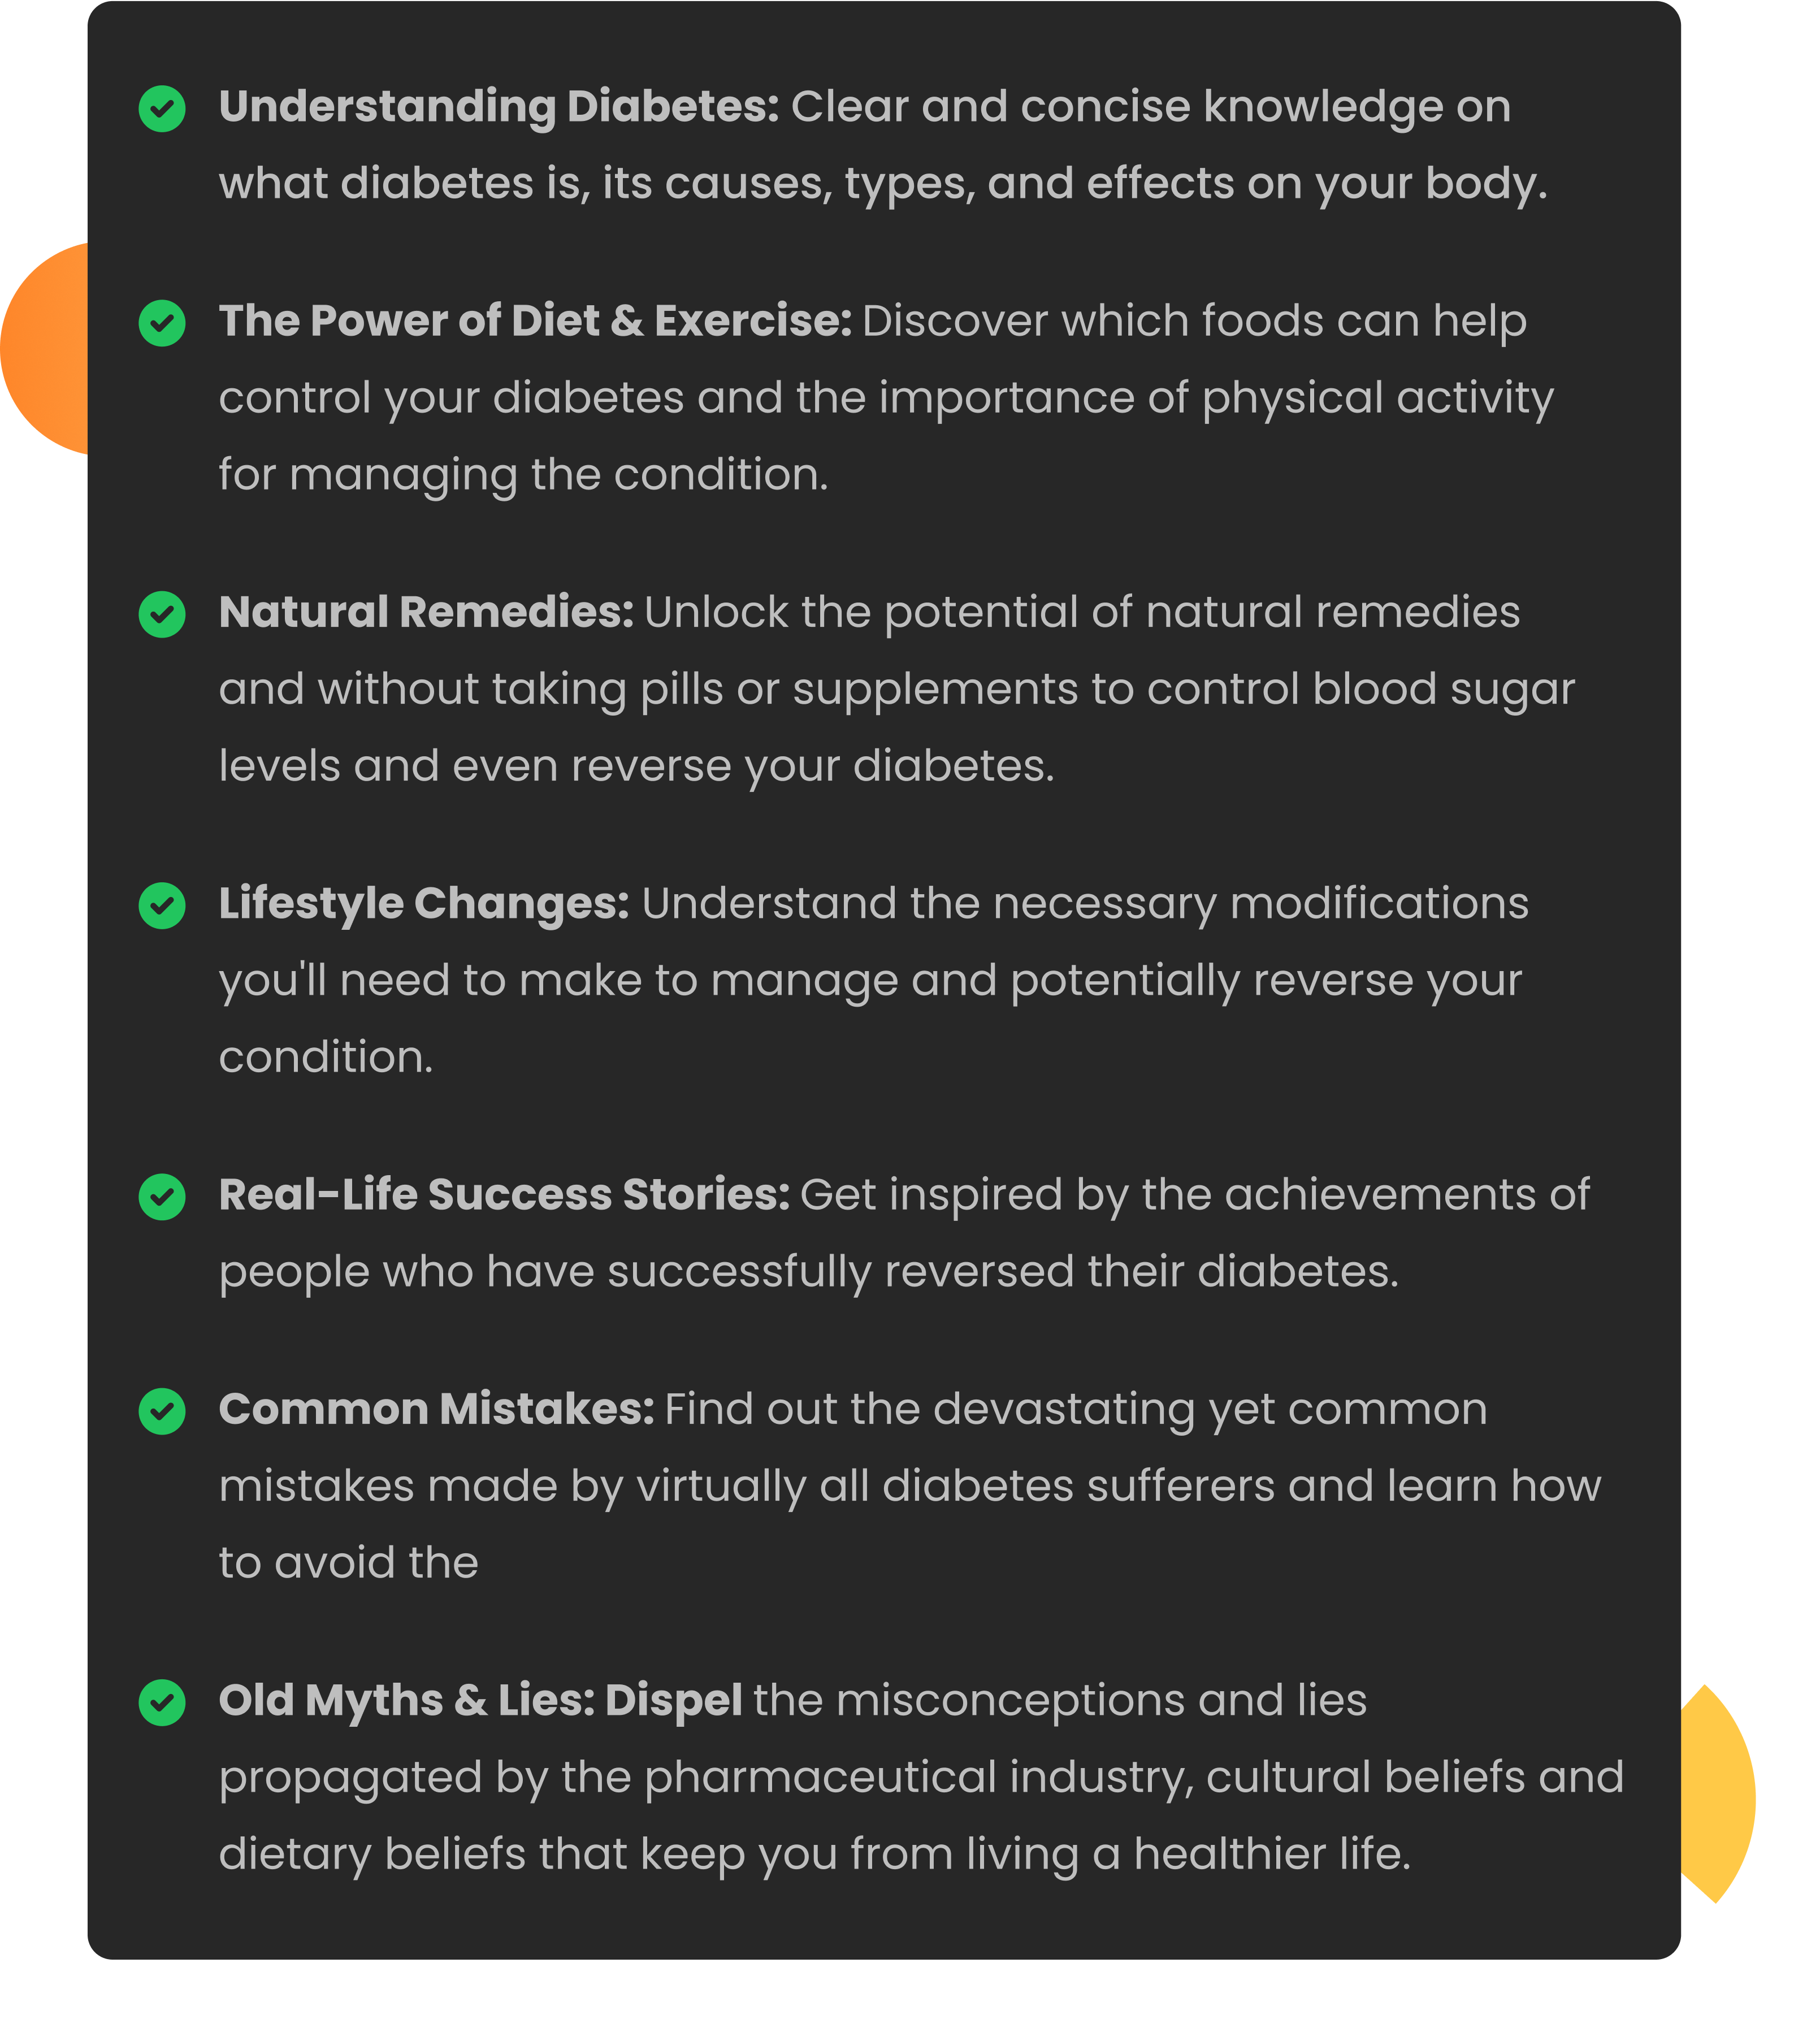 Understanding Diabetes: Clear and concise knowledge on
what diabetes is, its causes, types, and effects on your body.
The Power of Diet & Exercise: Discover which foods can help
control your diabetes and the importance of physical activity
for managing the condition.
Natural Remedies: Unlock the potential of natural remedies
and without taking pills or supplements to control blood sugar
levels and even reverse your diabetes.
Lifestyle Changes: Understand the necessary modifications
you'll need to make to manage and potentially reverse your
condition.
Real-Life Success Stories: Get inspired by the achievements of
people who have successfully reversed their diabetes.
Common Mistakes: Find out the devastating yet common
mistakes made by virtually all diabetes sufferers and learn how
to avoid the
Old Myths & Lies: Dispel the misconceptions and lies
propagated by the pharmaceutical industry, cultural beliefs and
dietary beliefs that keep you from living a healthier life.